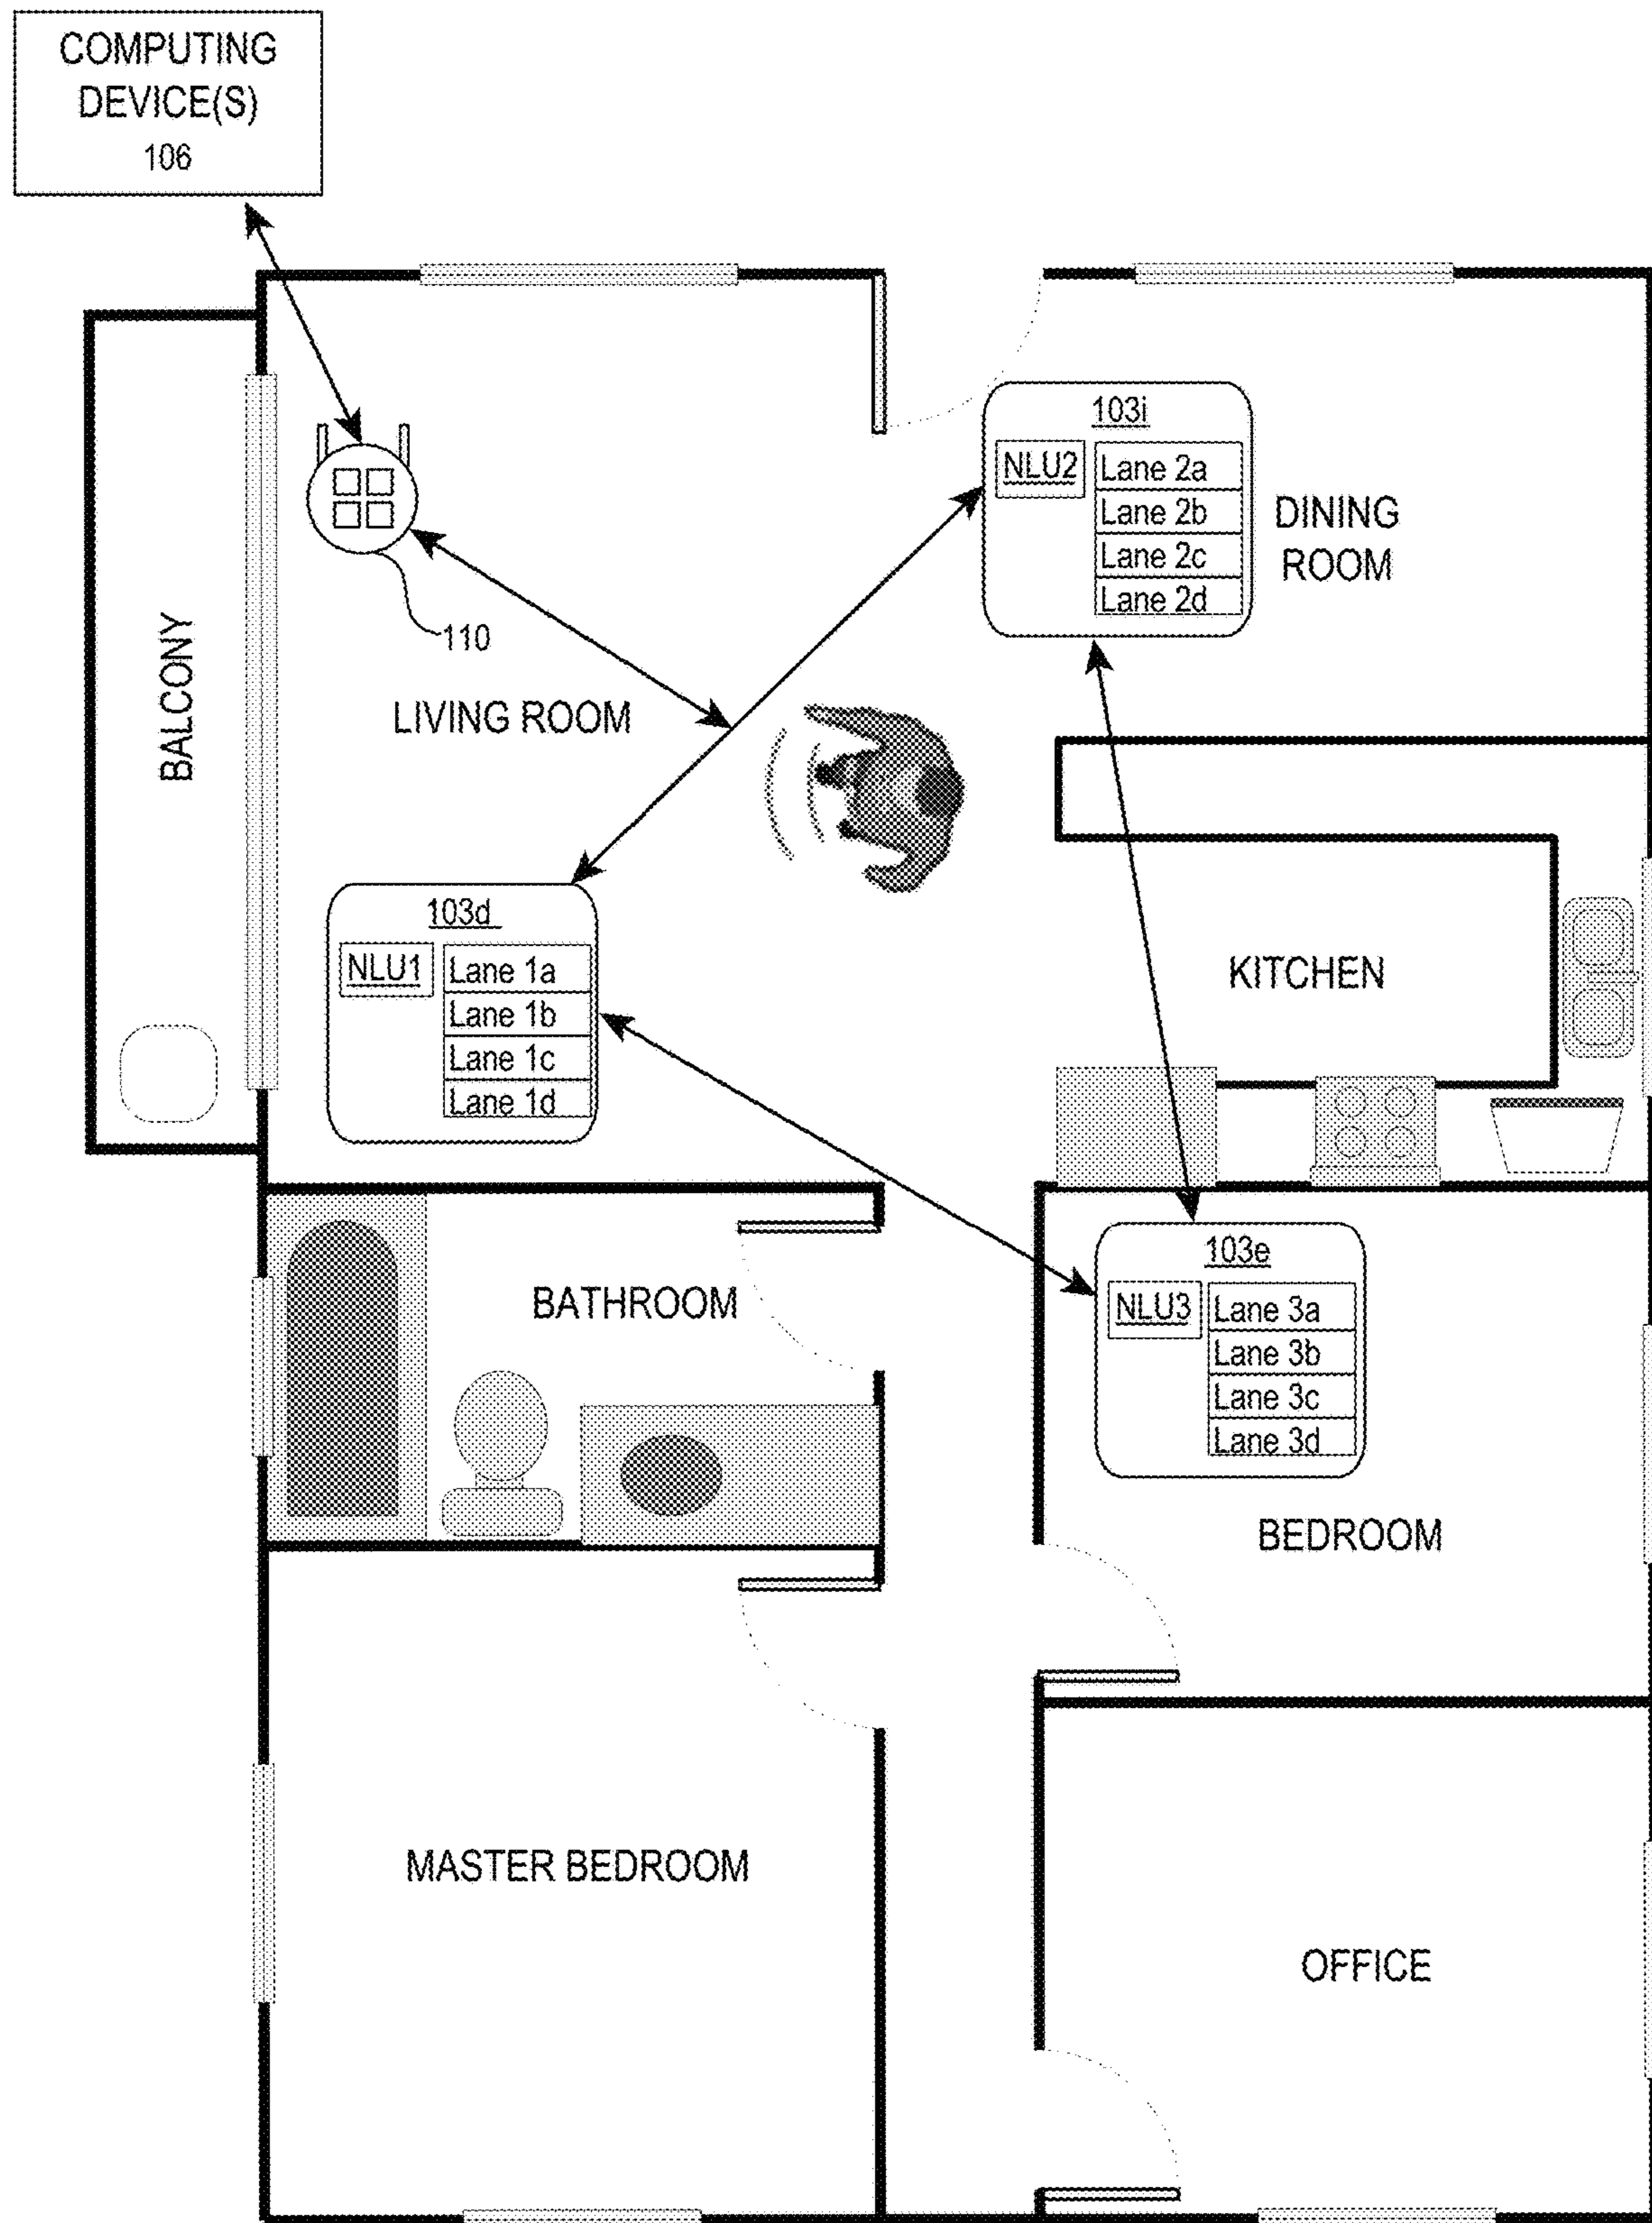 COMPUTING
DEVICE(S)
106
103i
NLU2
Lane 2a
Lane 2b
Lane 2c
Lane 2d
DINING
ROOM
110
BALCONY
LIVING ROOM
103d
NLU1
Lane 1a
Lane 1b
Lane 1c
Lane 1d
KITCHEN
103e
NLU3
Lane 3a
Lane 3b
Lane 3c
Lane 3d
BATHROOM
BEDROOM
MASTER BEDROOM
OFFICE